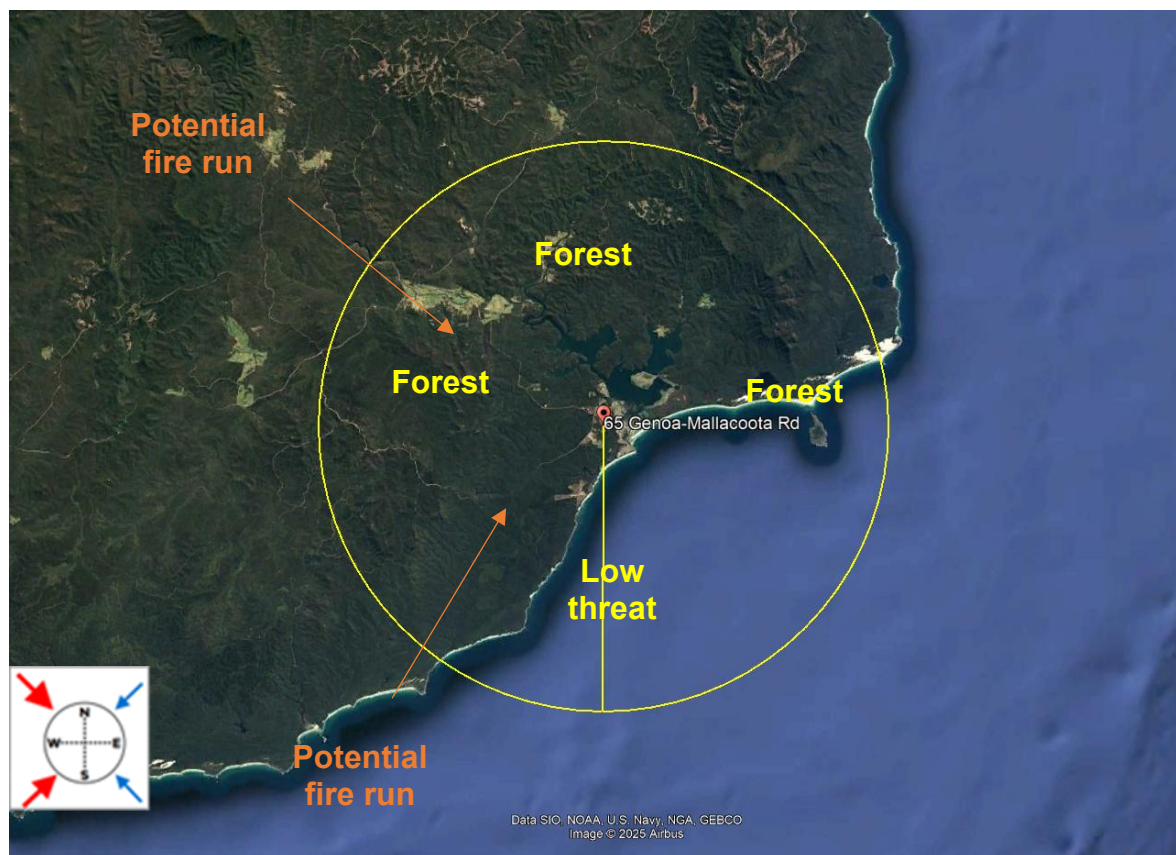 Potential
fire run
Forest
Forest
Forest
65 Genoa-Mallacoota Rd
Low
threat
N
W
E
S
Potential
fire run
Data SIO, NOAA, U.S. Navy, NGA, GEBCO
Image © 2025 Airbus